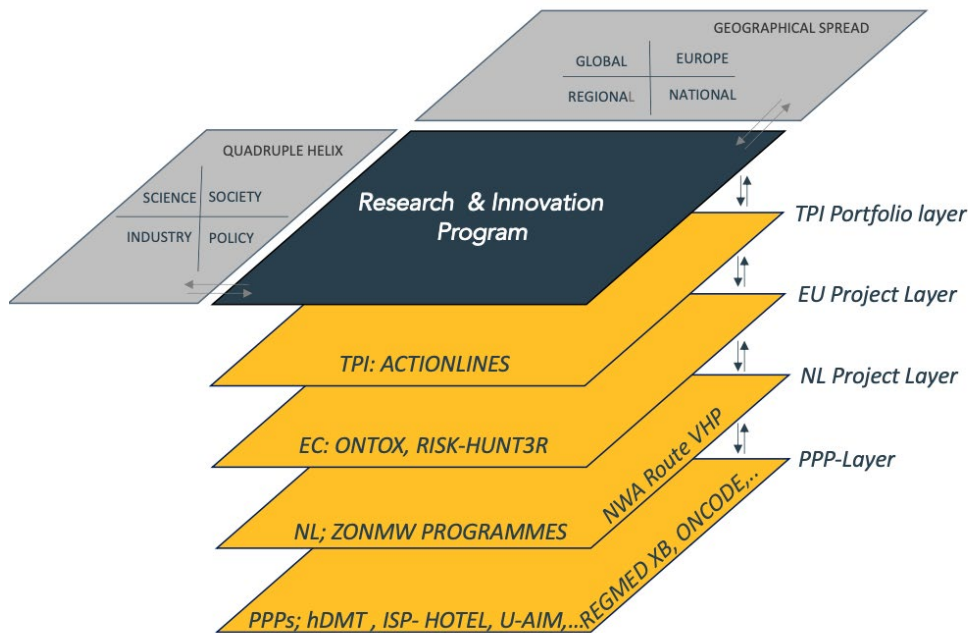 GEOGRAPHICAL SPREAD
GLOBAL EUROPE
REGIONAL NATIONAL
QUADRUPLE HELIX
SCIENCE SOCIETY
INDUSTRY POLICY
Research & Innovation
Program
TPI Portfolio layer
TPI: ACTIONLINES
EU Project Layer
EC: ONTOX, RISK-HUNT3R
NL Project Layer
NL; ZONMW PROGRAMMES
NWA Route VHP
PPP-Layer
PPPs; hDMT , ISP- HOTEL, U-AIM,...REGMED XB, ONCODE,..